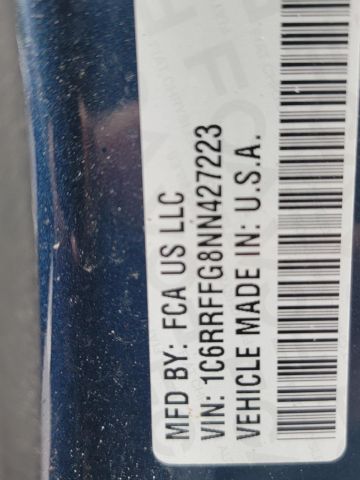 MFD BY: FCA US LLC
VIN: 1C6RRFFG8NN427223
VEHICLE MADE IN: U.S.A.